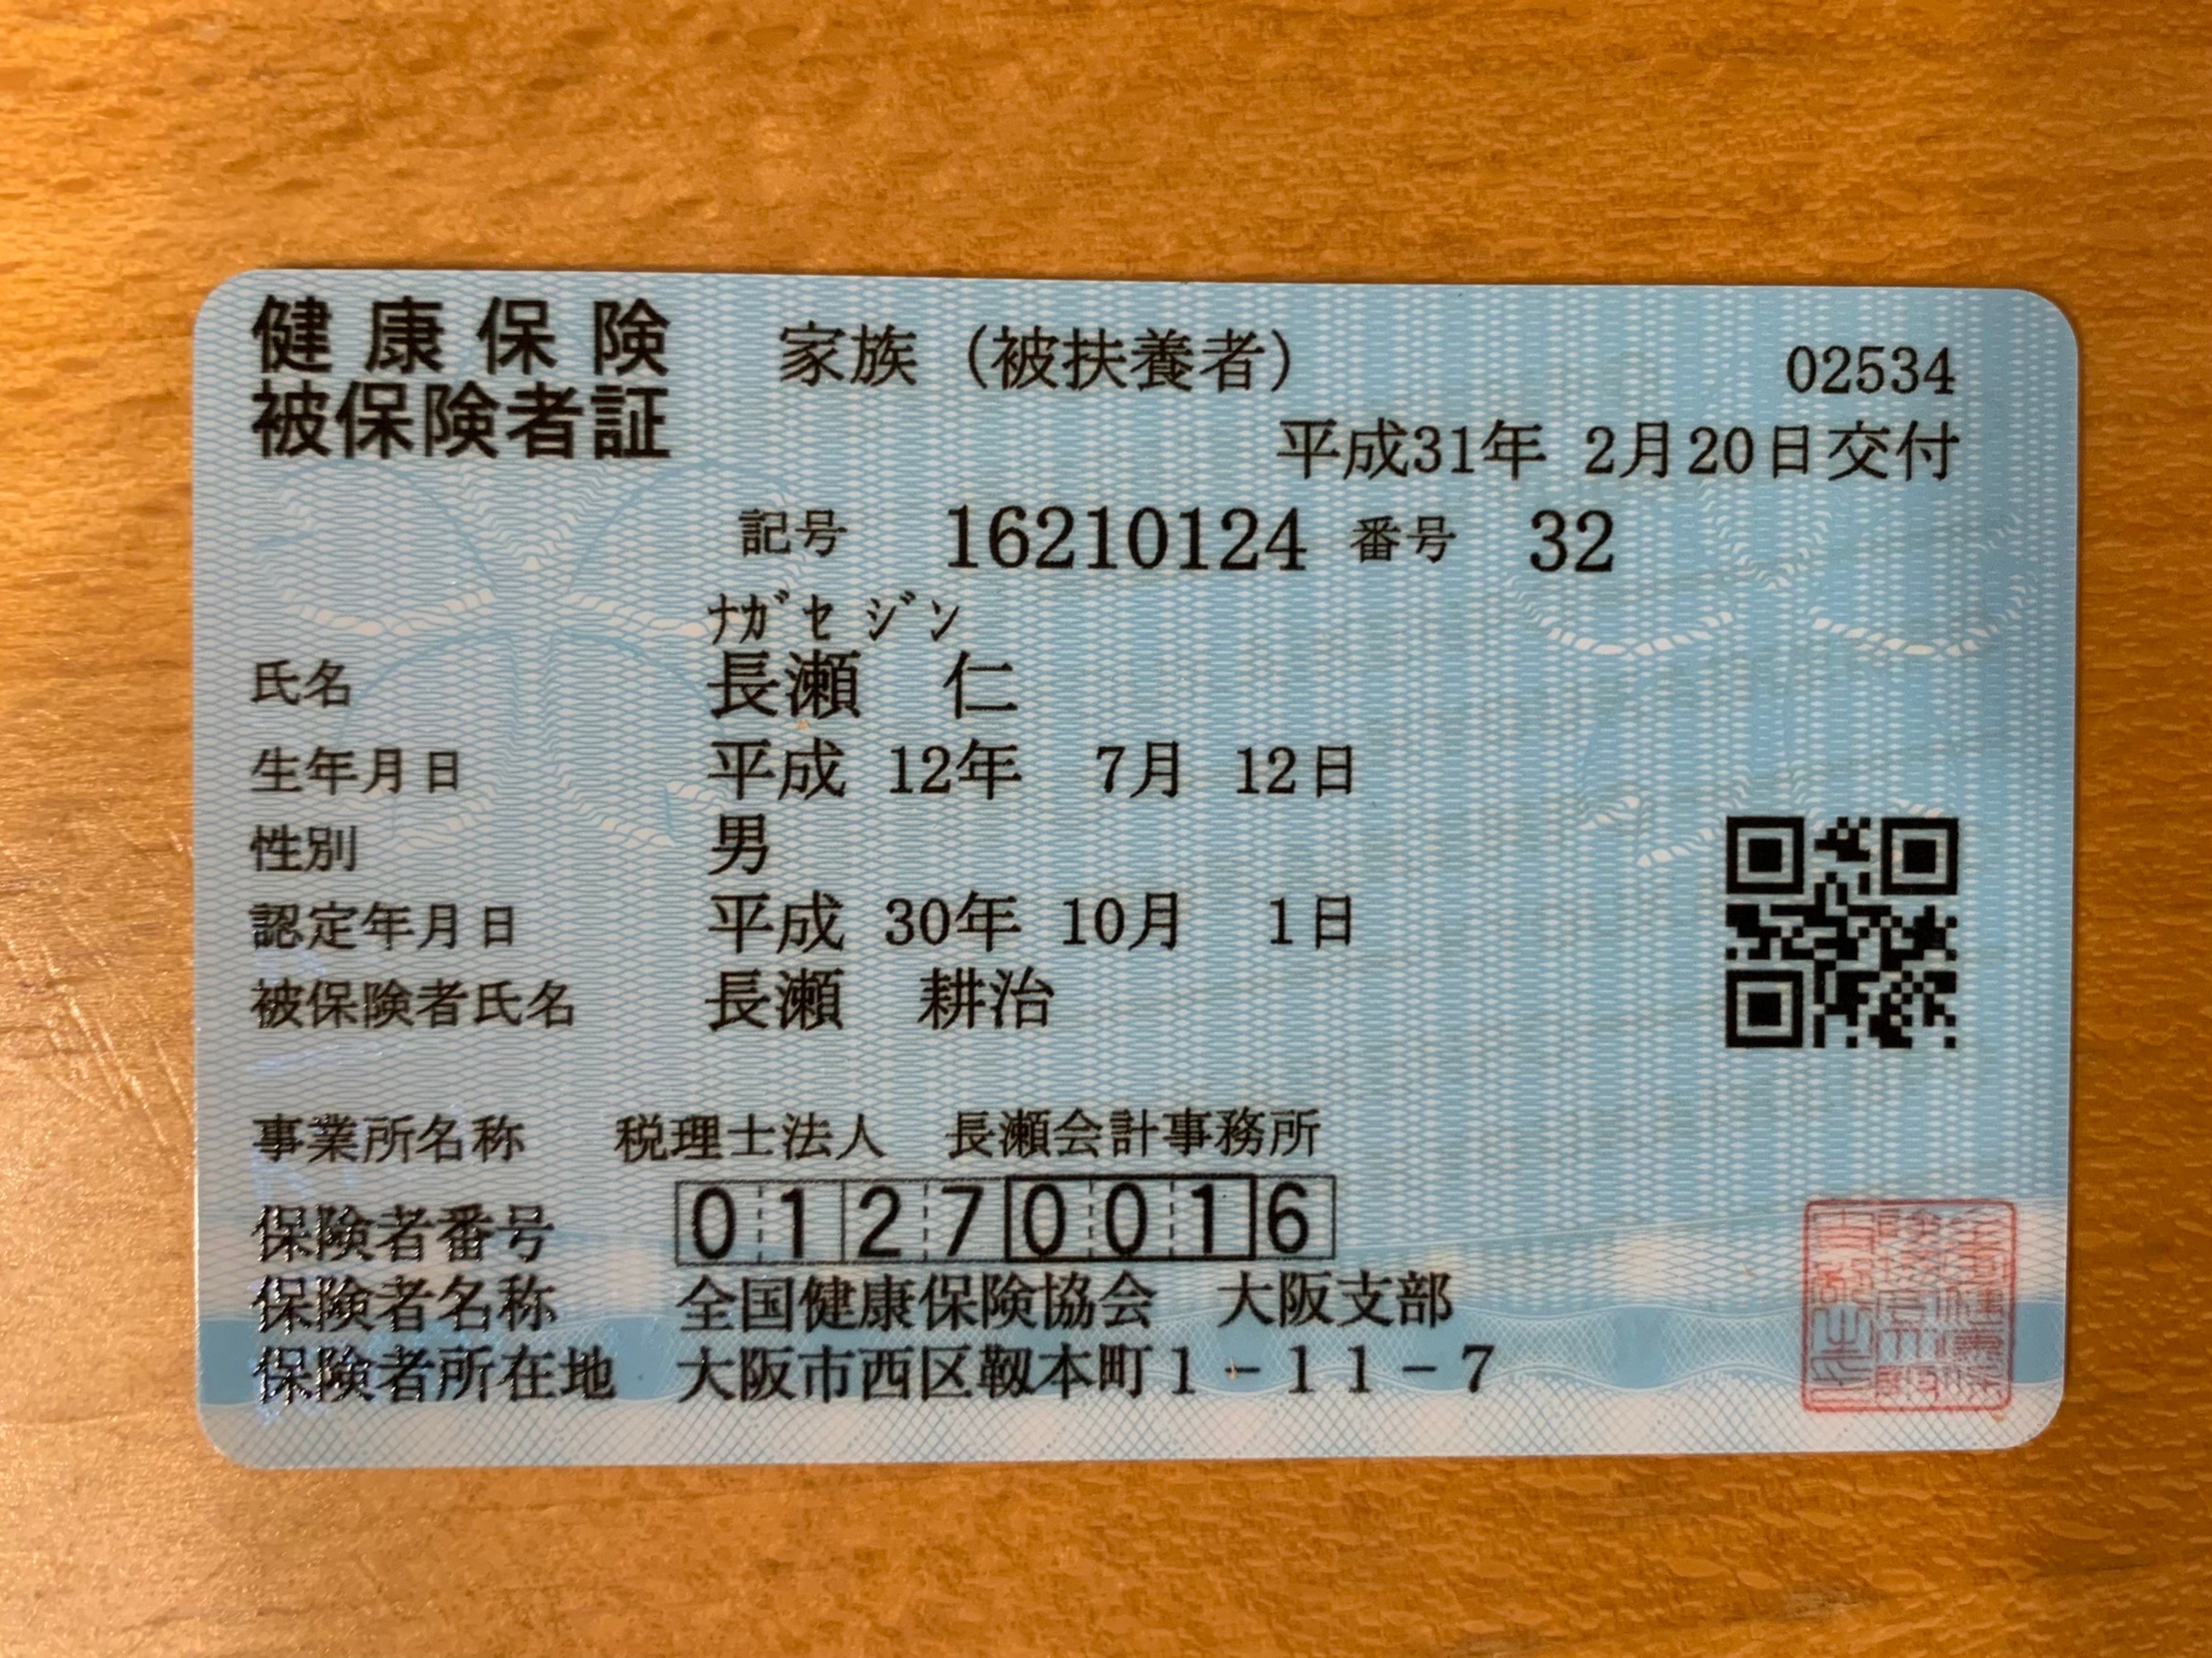 健康保険 家族（被扶養者） 02534
被保険者証
平成31年 2月20日交付
記号 16210124 番号 32
ﾅｶﾞｾ ｼﾞﾝ
氏名 長瀬 仁
生年月日 平成 12年 7月 12日
性別 男
認定年月日 平成 30年 10月 1日
被保険者氏名 長瀬 耕治
事業所名称 税理士法人 長瀬会計事務所
保険者番号 01270016
保険者名称 全国健康保険協会 大阪支部
保険者所在地 大阪市西区靱本町1-11-7